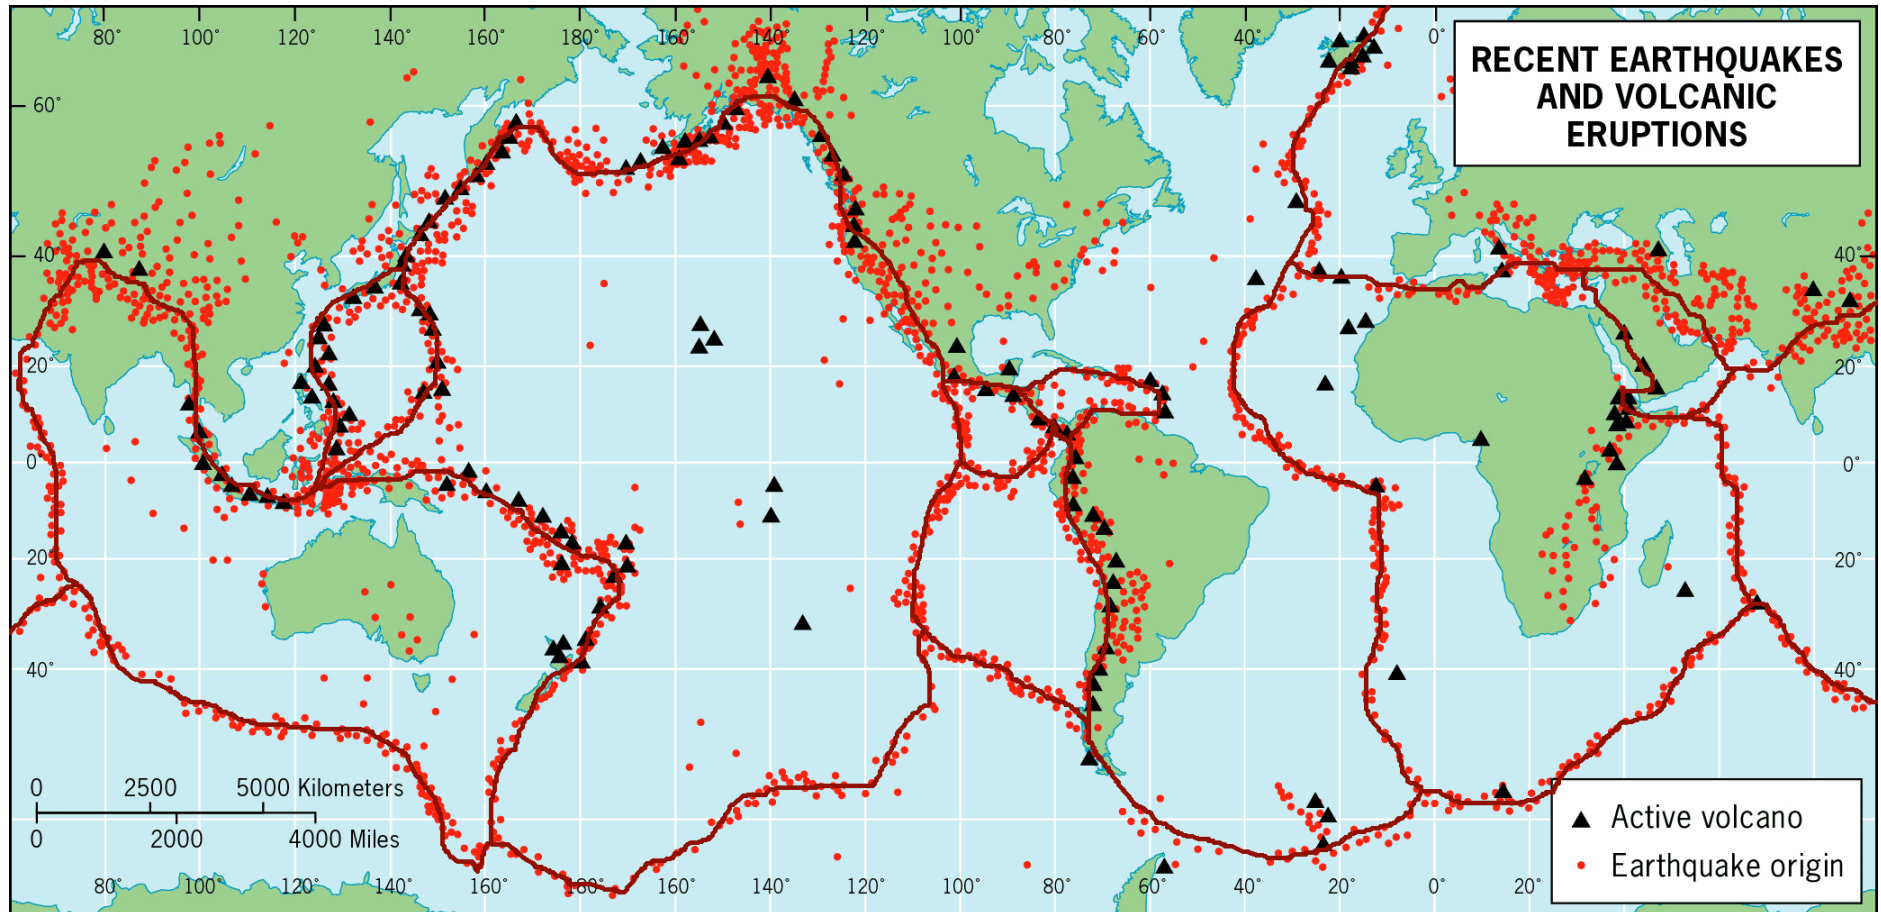 80° 100° 120° 140° 160° 180° 160° 140° 120° 100° 80° 60° 40° 20° 0°
RECENT EARTHQUAKES
AND VOLCANIC
ERUPTIONS
60°
40° 40°
20° 20°
0° 0°
20° 20°
40° 40°
0 2500 5000 Kilometers
0 2000 4000 Miles
Active volcano
Earthquake origin
80° 100° 120° 140° 160° 180° 160° 140° 120° 100° 80° 60° 40° 20° 0° 20°